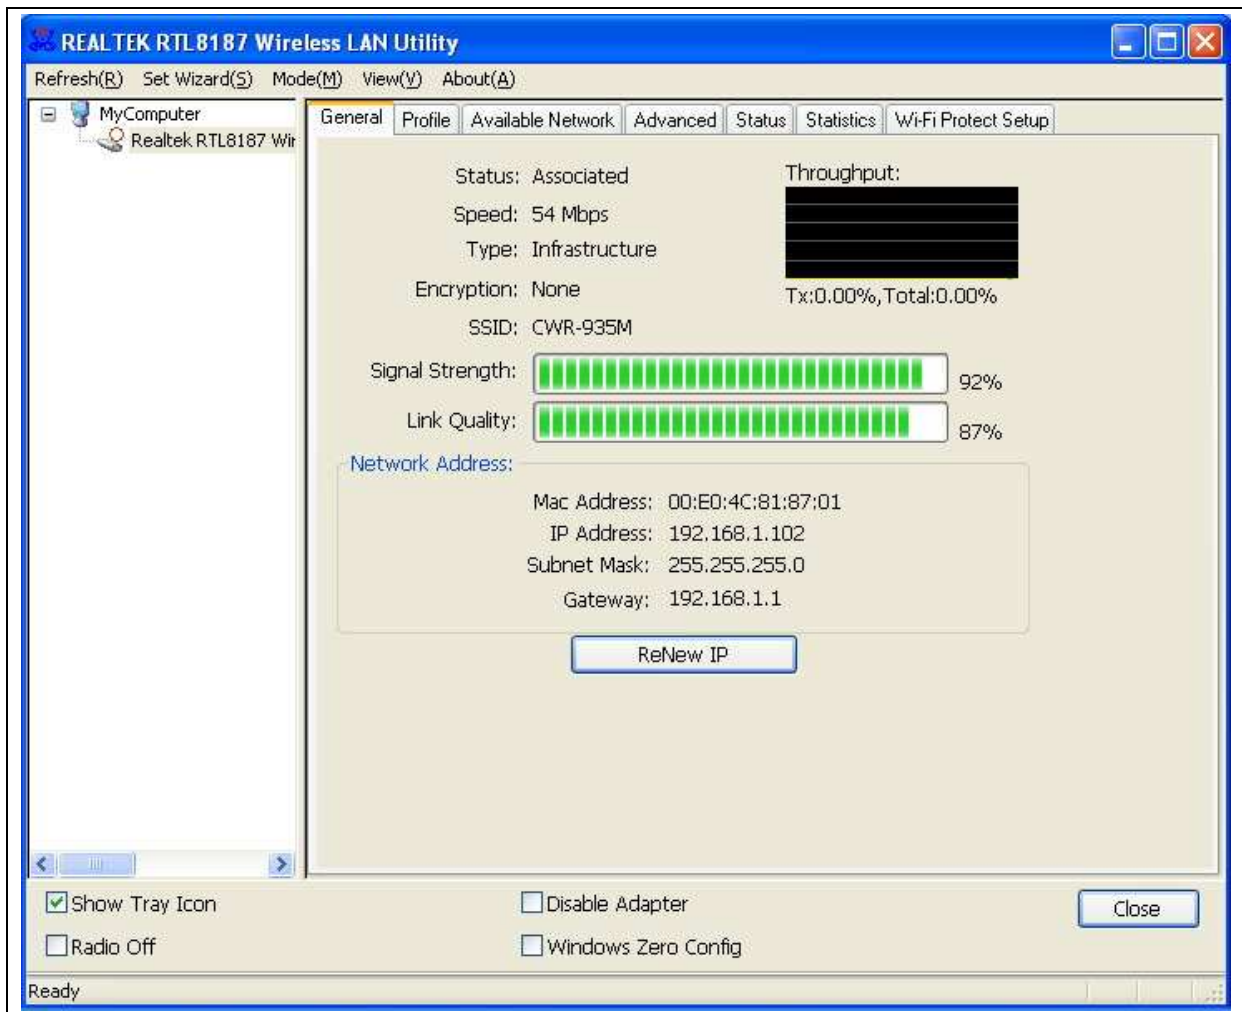 REALTEK RTL8187 Wireless LAN Utility
Refresh(R) Set Wizard(S) Mode(M) View(V) About(A)
MyComputer
Realtek RTL8187 Wir
General Profile Available Network Advanced Status Statistics Wi-Fi Protect Setup
Status: Associated
Speed: 54 Mbps
Type: Infrastructure
Encryption: None
SSID: CWR-935M
Throughput:
Tx:0.00%,Total:0.00%
Signal Strength: 92%
Link Quality: 87%
Network Address:
Mac Address: 00:E0:4C:81:87:01
IP Address: 192.168.1.102
Subnet Mask: 255.255.255.0
Gateway: 192.168.1.1
ReNew IP
Show Tray Icon
Radio Off
Disable Adapter
Windows Zero Config
Close
Ready